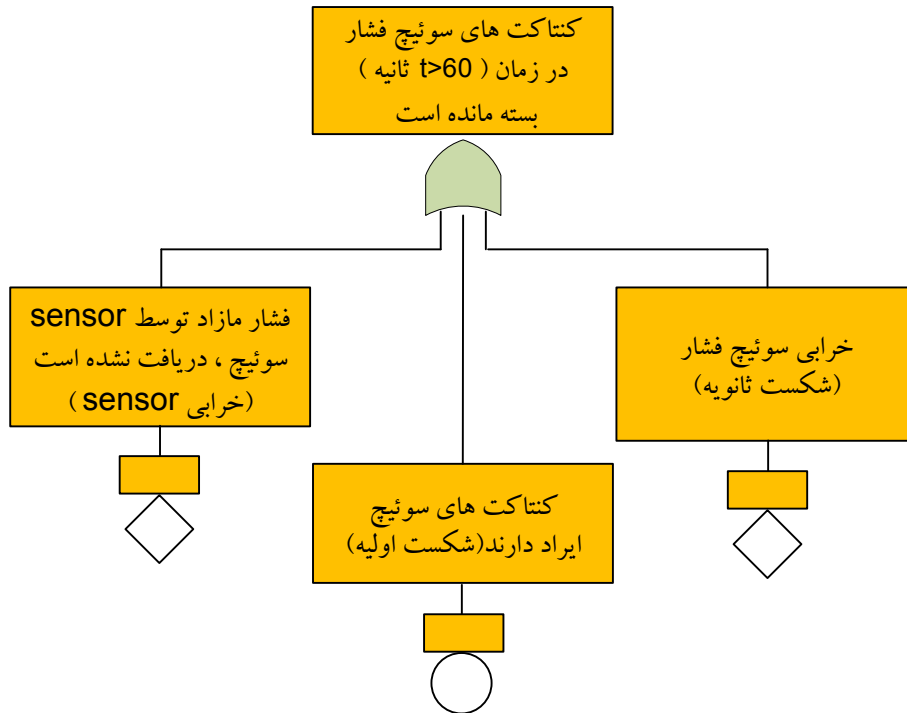 کنتاکت های سوئیچ فشار
در زمان ( t>60 ثانیه )
بسته مانده است
فشار مازاد توسط sensor
سوئیچ ، دریافت نشده است
(خرابی sensor )
خرابی سوئیچ فشار
(شکست ثانویه)
کنتاکت های سوئیچ
ایراد دارند(شکست اولیه)